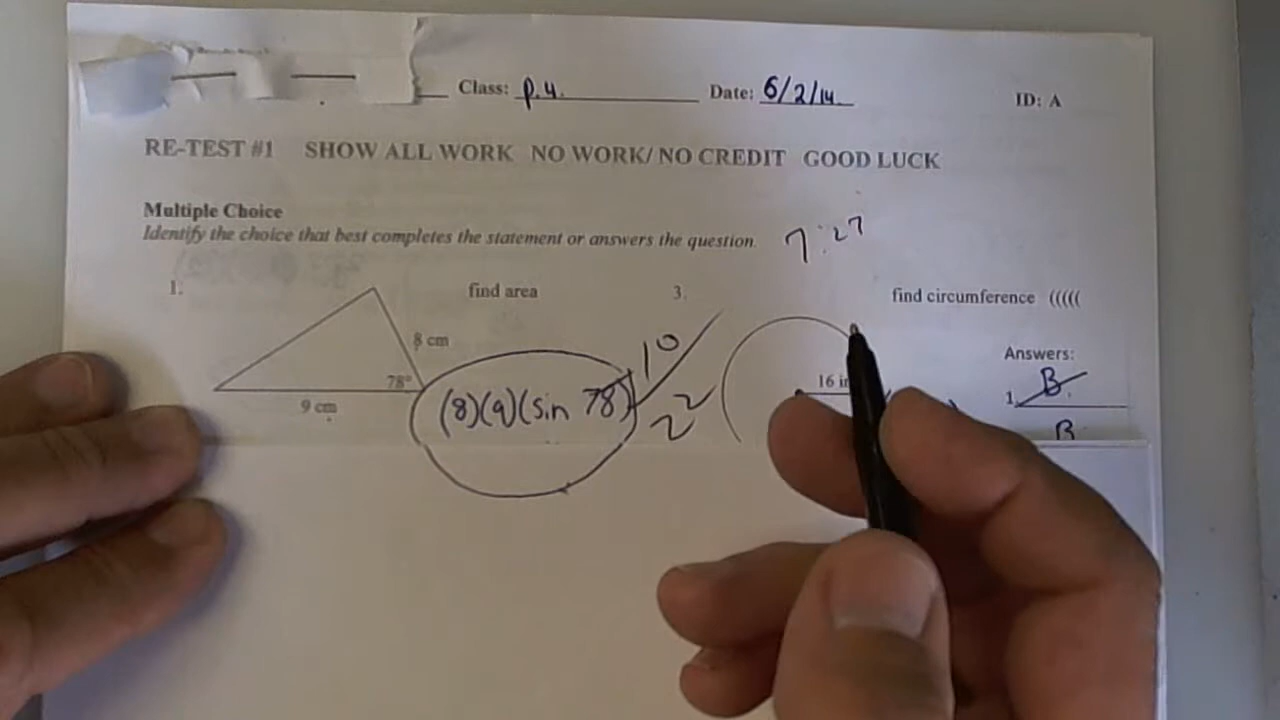 Class: p.4. Date: 6/2/14 ID: A
RE-TEST #1 SHOW ALL WORK NO WORK/ NO CREDIT GOOD LUCK
Multiple Choice
Identify the choice that best completes the statement or answers the question.
7:27
1. find area
8 cm
78°
9 cm
(8)(9)(sin 78)
10
22
3. find circumference (((((
16 in
Answers:
1. B.
B